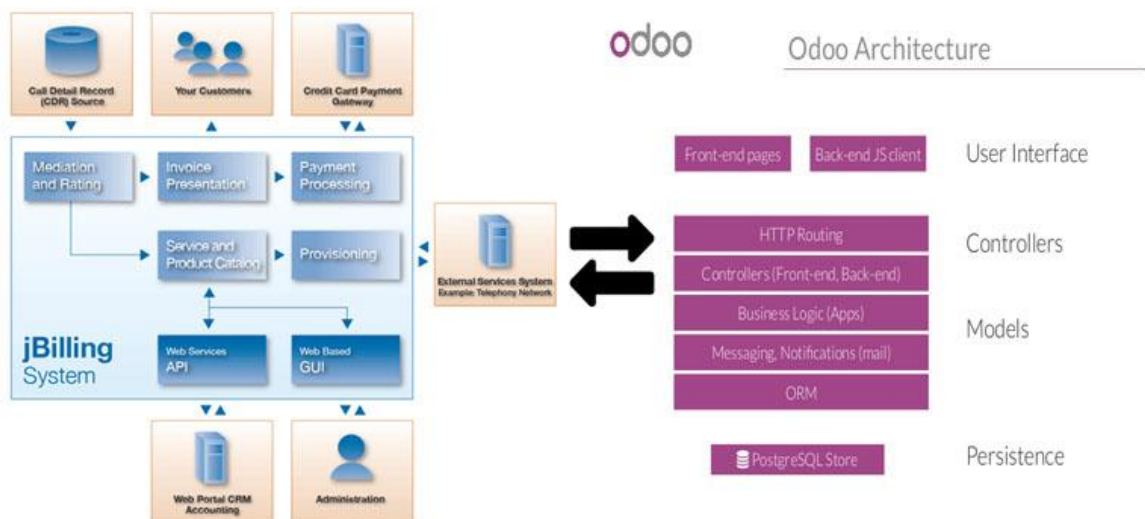 Call Detail Record
(CDR) Source
Your Customers
Credit Card Payment
Gateway
Mediation
and Rating
Invoice
Presentation
Payment
Processing
Service and
Product Catalog
Provisioning
External Services System
Example: Telephony Network
jBilling
System
Web Services
API
Web Based
GUI
Web Portal CRM
Accounting
Administration
odoo
Odoo Architecture
Front-end pages
Back-end JS client
User Interface
HTTP Routing
Controllers
Controllers (Front-end, Back-end)
Business Logic (Apps)
Models
Messaging, Notifications (mail)
ORM
PostgreSQL Store
Persistence